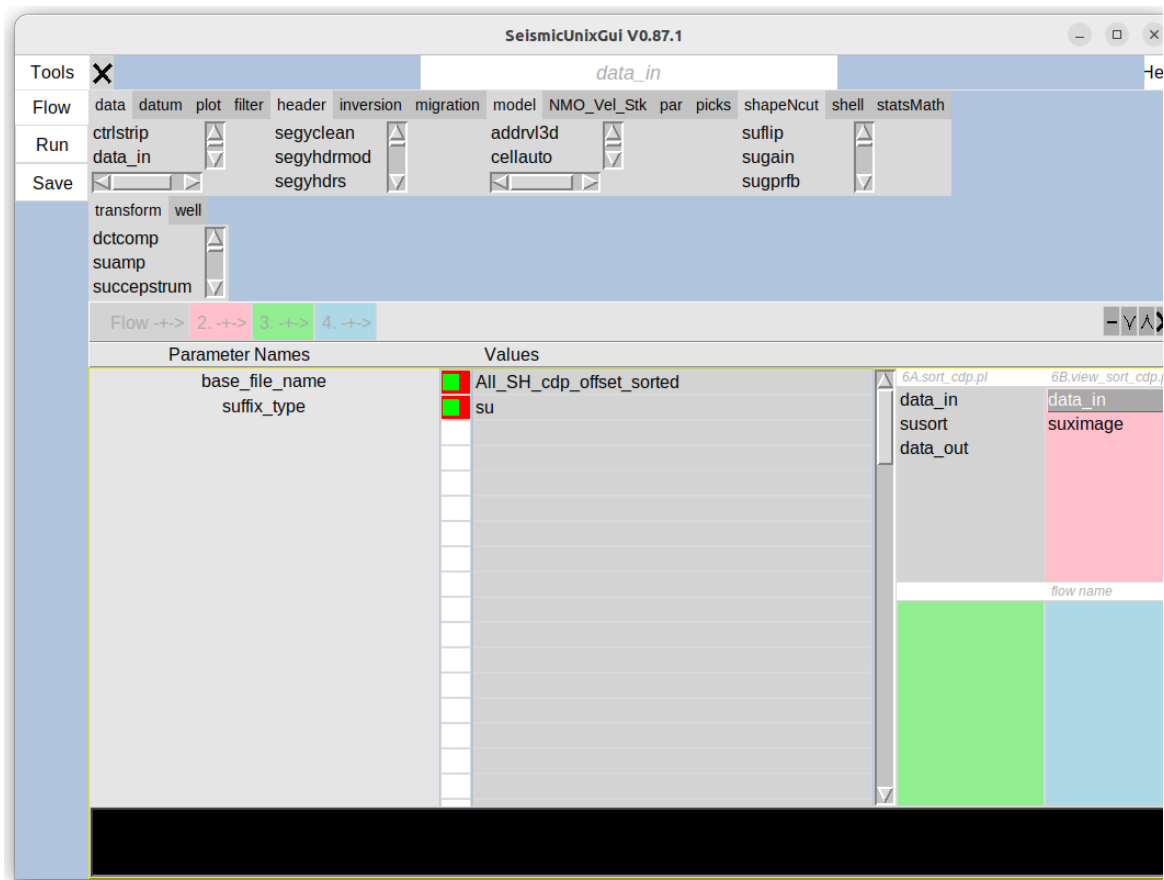 SeismicUnixGui V0.87.1
Tools data_in He
Flow data datum plot filter header inversion migration model NMO_Vel_Stk par picks shapeNcut shell statsMath
Run ctrlstrip segyclean addrvl3d suflip
data_in segyhdrmod cellauto sugain
Save segyhdrs sugprfb
transform well
dctcomp
suamp
succepstrum
Flow -+-> 2. -+-> 3. -+-> 4. -+->
Parameter Names Values
base_file_name All_SH_cdp_offset_sorted 6A.sort_cdp.pl 6B.view_sort_cdp.p
suffix_type su data_in data_in
susort suximage
data_out
flow name